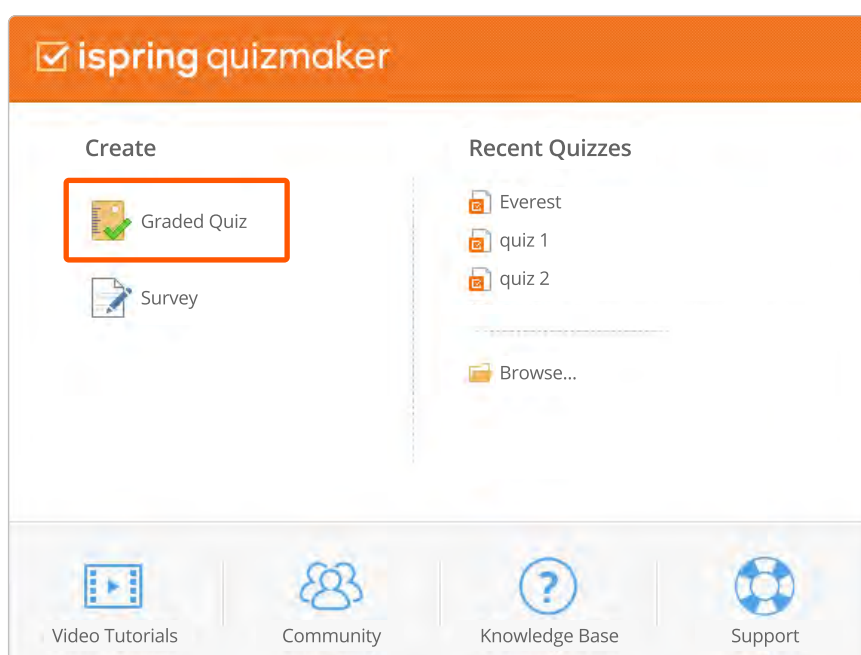 ispring quizmaker
Create
Graded Quiz
Survey
Recent Quizzes
Everest
quiz 1
quiz 2
Browse...
Video Tutorials
Community
Knowledge Base
Support